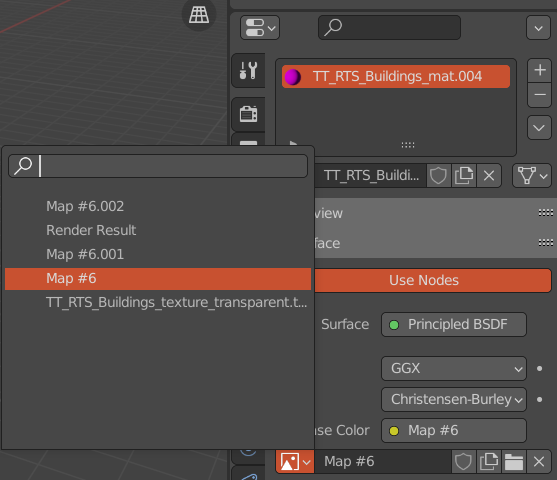 TT_RTS_Buildings_mat.004
TT_RTS_Buildi...
Map #6.002
Render Result
Map #6.001
Map #6
TT_RTS_Buildings_texture_transparent.t...
view
face
Use Nodes
Surface
Principled BSDF
GGX
Christensen-Burley
se Color
Map #6
Map #6